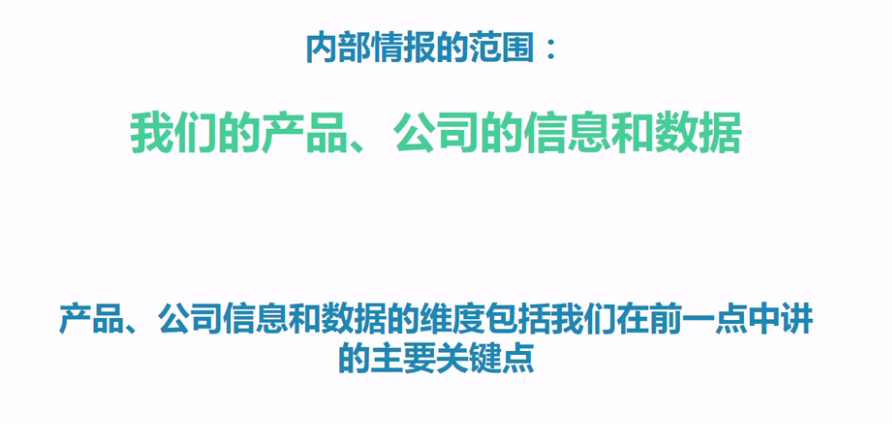 内部情报的范围：
我们的产品、公司的信息和数据
产品、公司信息和数据的维度包括我们在前一点中讲
的主要关键点